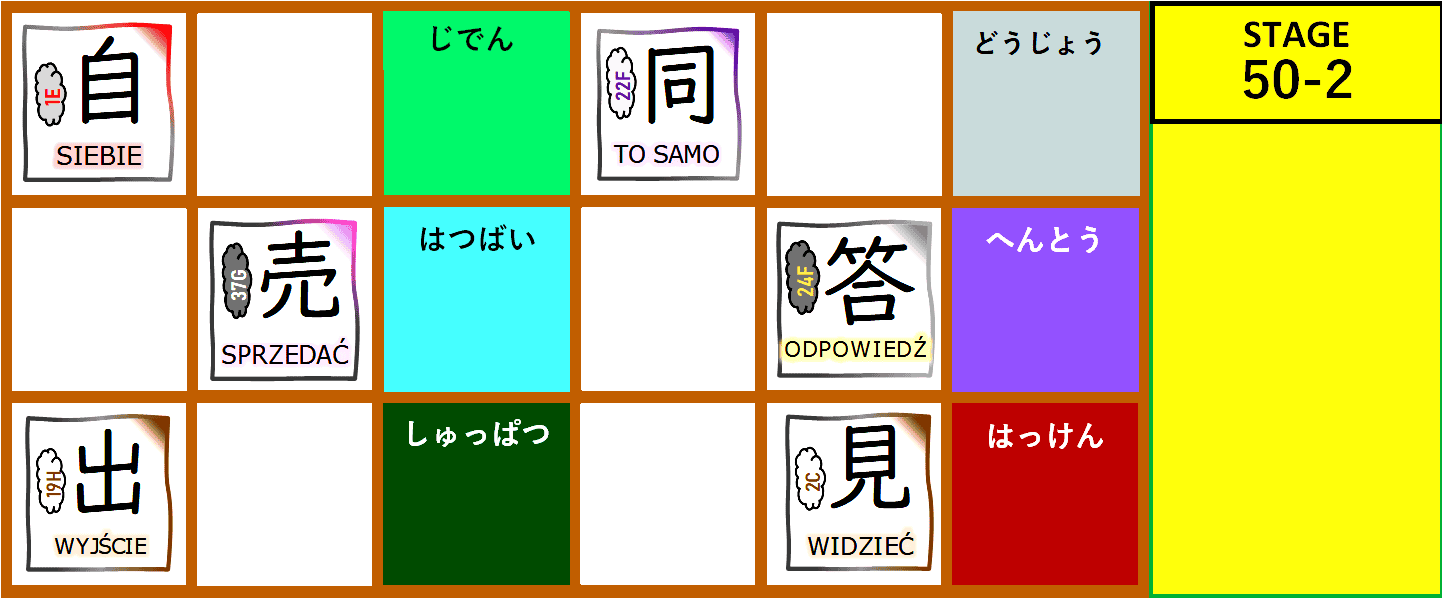 自
1E
SIEBIE
じでん
同
22F
TO SAMO
どうじょう
STAGE
50-2
売
37G
SPRZEDAĆ
はつばい
答
24F
ODPOWIEDŹ
へんとう
出
19H
WYJŚCIE
しゅっぱつ
見
2C
WIDZIEĆ
はっけん